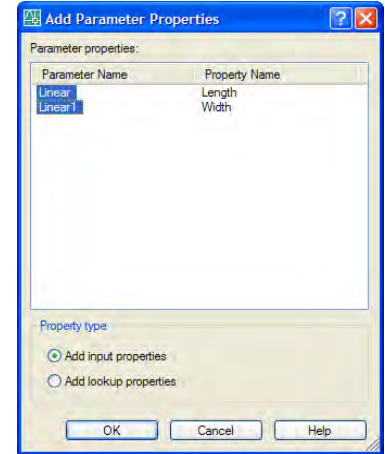 Add Parameter Properties
Parameter properties:
Parameter Name Property Name
Linear Length
Linear1 Width
Property type
Add input properties
Add lookup properties
OK Cancel Help